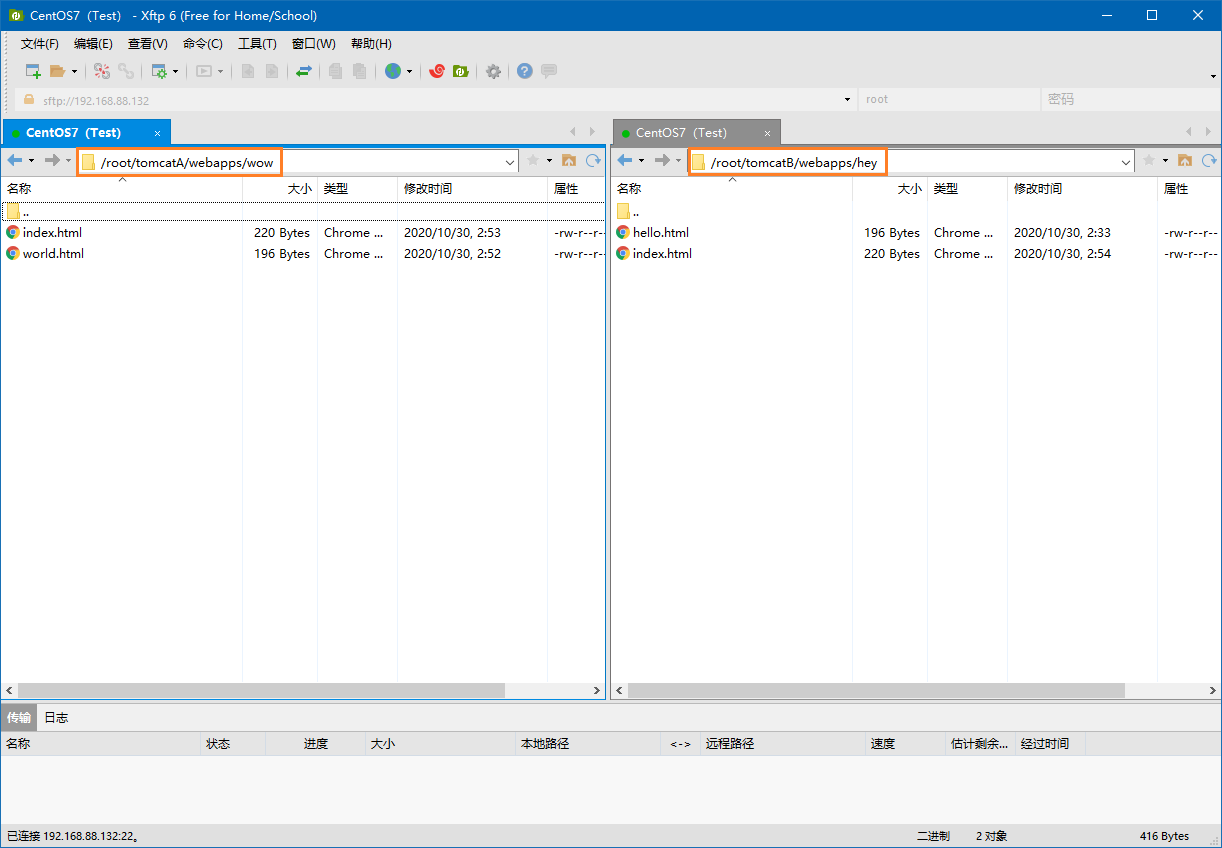 CentOS7 (Test) - Xftp 6 (Free for Home/School)
文件(F) 编辑(E) 查看(V) 命令(C) 工具(T) 窗口(W) 帮助(H)
sftp://192.168.88.132 root 密码
CentOS7 (Test) ×
/root/tomcatA/webapps/wow
名称 大小 类型 修改时间 属性
..
index.html 220 Bytes Chrome ... 2020/10/30, 2:53 -rw-r--r--
world.html 196 Bytes Chrome ... 2020/10/30, 2:52 -rw-r--r--
CentOS7 (Test) ×
/root/tomcatB/webapps/hey
名称 大小 类型 修改时间 属性
..
hello.html 196 Bytes Chrome ... 2020/10/30, 2:33 -rw-r--r--
index.html 220 Bytes Chrome ... 2020/10/30, 2:54 -rw-r--r--
传输 日志
名称 状态 进度 大小 本地路径 <-> 远程路径 速度 估计剩余... 经过时间
已连接 192.168.88.132:22。 二进制 2 对象 416 Bytes